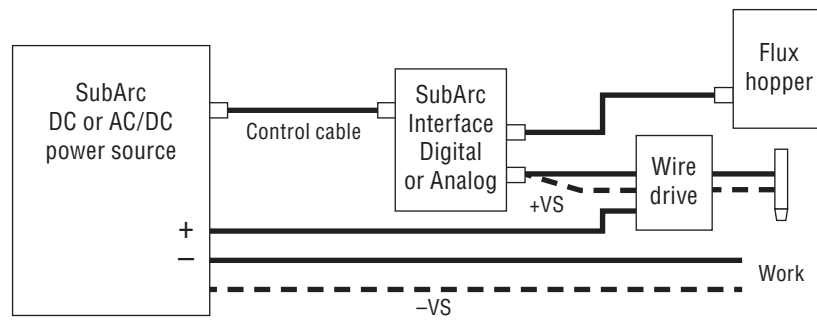 SubArc
DC or AC/DC
power source
Control cable
SubArc
Interface
Digital
or Analog
Flux
hopper
Wire
drive
+VS
+
–
Work
–VS